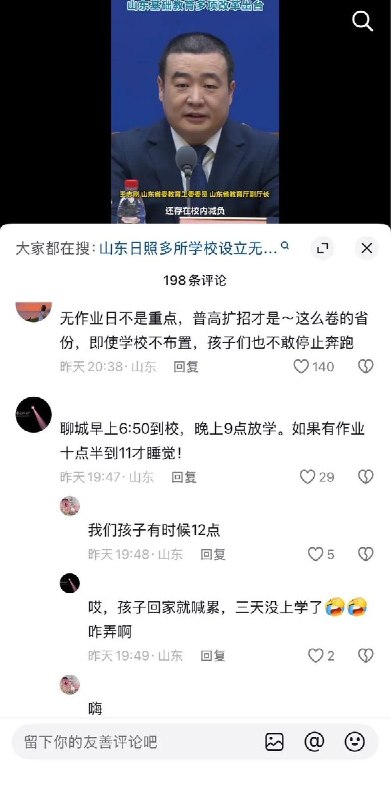 山东基础教育多项改革出台
王志刚 山东省委教育工委委员 山东省教育厅副厅长
还存在校内减负
大家都在搜：山东日照多所学校设立无...
198条评论
无作业日不是重点，普高扩招才是～这么卷的省
份，即使学校不布置，孩子们也不敢停止奔跑
昨天 20:38 · 山东 回复 140
聊城早上6:50到校，晚上9点放学。如果有作业
十点半到11才睡觉！
昨天 19:47 · 山东 回复 29
我们孩子有时候12点
昨天 19:48 · 山东 回复 5
哎，孩子回家就喊累，三天没上学了🤣🤣
咋弄啊
昨天 19:49 · 山东 回复 2
嗨
留下你的友善评论吧